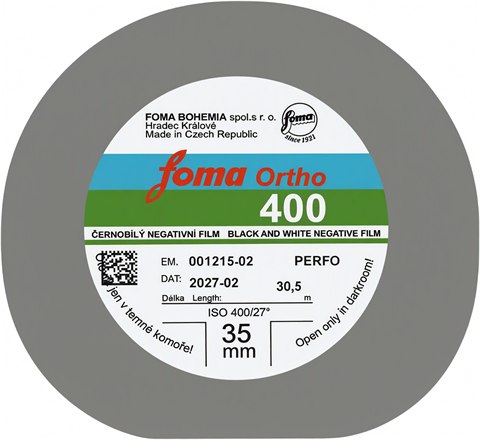 FOMA BOHEMIA spol.s r. o.
Hradec Králové
Made in Czech Republic
foma
since 1921
foma Ortho
400
ČERNOBÍLÝ NEGATIVNÍ FILM BLACK AND WHITE NEGATIVE FILM
EM. 001215-02 PERFO
DAT: 2027-02 30,5
Délka Length: m
ISO 400/27°
35
mm
jen v temné komoře!
Open only in darkroom!